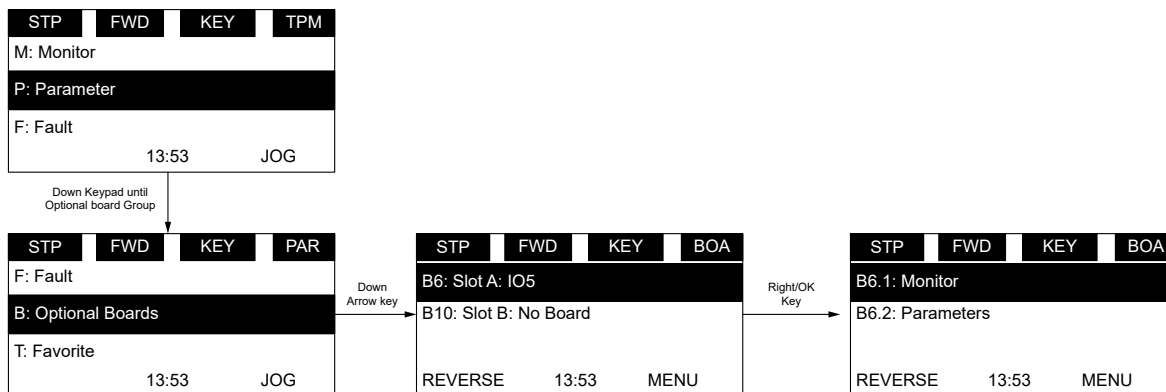 STP FWD KEY TPM
M: Monitor
P: Parameter
F: Fault
13:53 JOG
Down Keypad until
Optional board Group
STP FWD KEY PAR
F: Fault
B: Optional Boards
T: Favorite
13:53 JOG
Down
Arrow key
STP FWD KEY BOA
B6: Slot A: IO5
B10: Slot B: No Board
REVERSE 13:53 MENU
Right/OK
Key
STP FWD KEY BOA
B6.1: Monitor
B6.2: Parameters
REVERSE 13:53 MENU